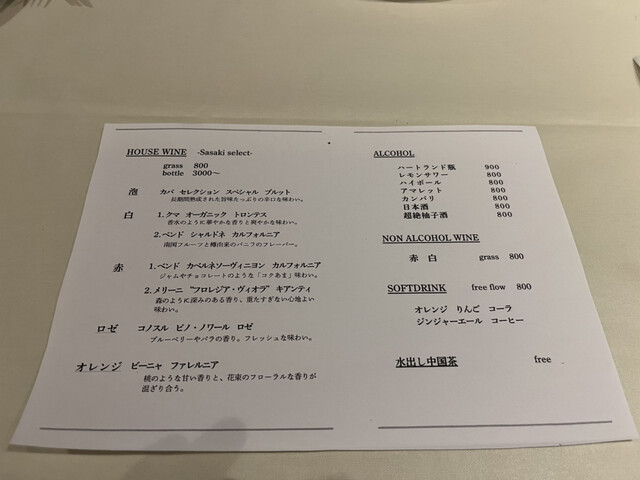 HOUSE WINE -Sasaki select-
grass 800
bottle 3000～
泡 カバ セレクション スペシャル ブルット
長期間熟成された旨味たっぷりの辛口な味わい。
白 1.クマ オーガニック トロンテス
香水のように華やかな香りと爽やかな味わい。
2.ベンド シャルドネ カルフォルニア
南国フルーツと樽由来のバニラのフレーバー。
赤 1.ベンド カベルネソーヴィニヨン カルフォルニア
ジャムやチョコレートのような「コクあま」味わい。
2.メリーニ "フロレジア・ヴィオラ" キアンティ
森のように深みのある香り、重たすぎない心地よい
味わい。
ロゼ コノスル ピノ・ノワール ロゼ
ブルーベリーやバラの香り。フレッシュな味わい。
オレンジ ビーニャ ファレルニア
桃のような甘い香りと、花束のフローラルな香りが
混ざり合う。
ALCOHOL
ハートランド瓶 900
レモンサワー 800
ハイボール 800
アマレット 800
カンパリ 800
日本酒 800
超絶柚子酒 800
NON ALCOHOL WINE
赤 白 grass 800
SOFTDRINK free flow 800
オレンジ りんご コーラ
ジンジャーエール コーヒー
水出し中国茶 free